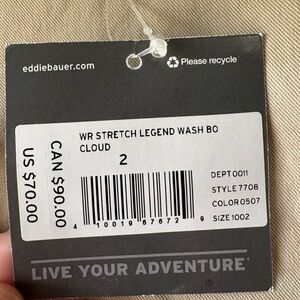 eddiebauer.com
Please recycle
WR STRETCH LEGEND WASH BO
CLOUD
2
US $70.00
CAN $90.00
DEPT 0011
STYLE 7708
COLOR 0507
SIZE 1002
4 10019 67672 9
LIVE YOUR ADVENTURE